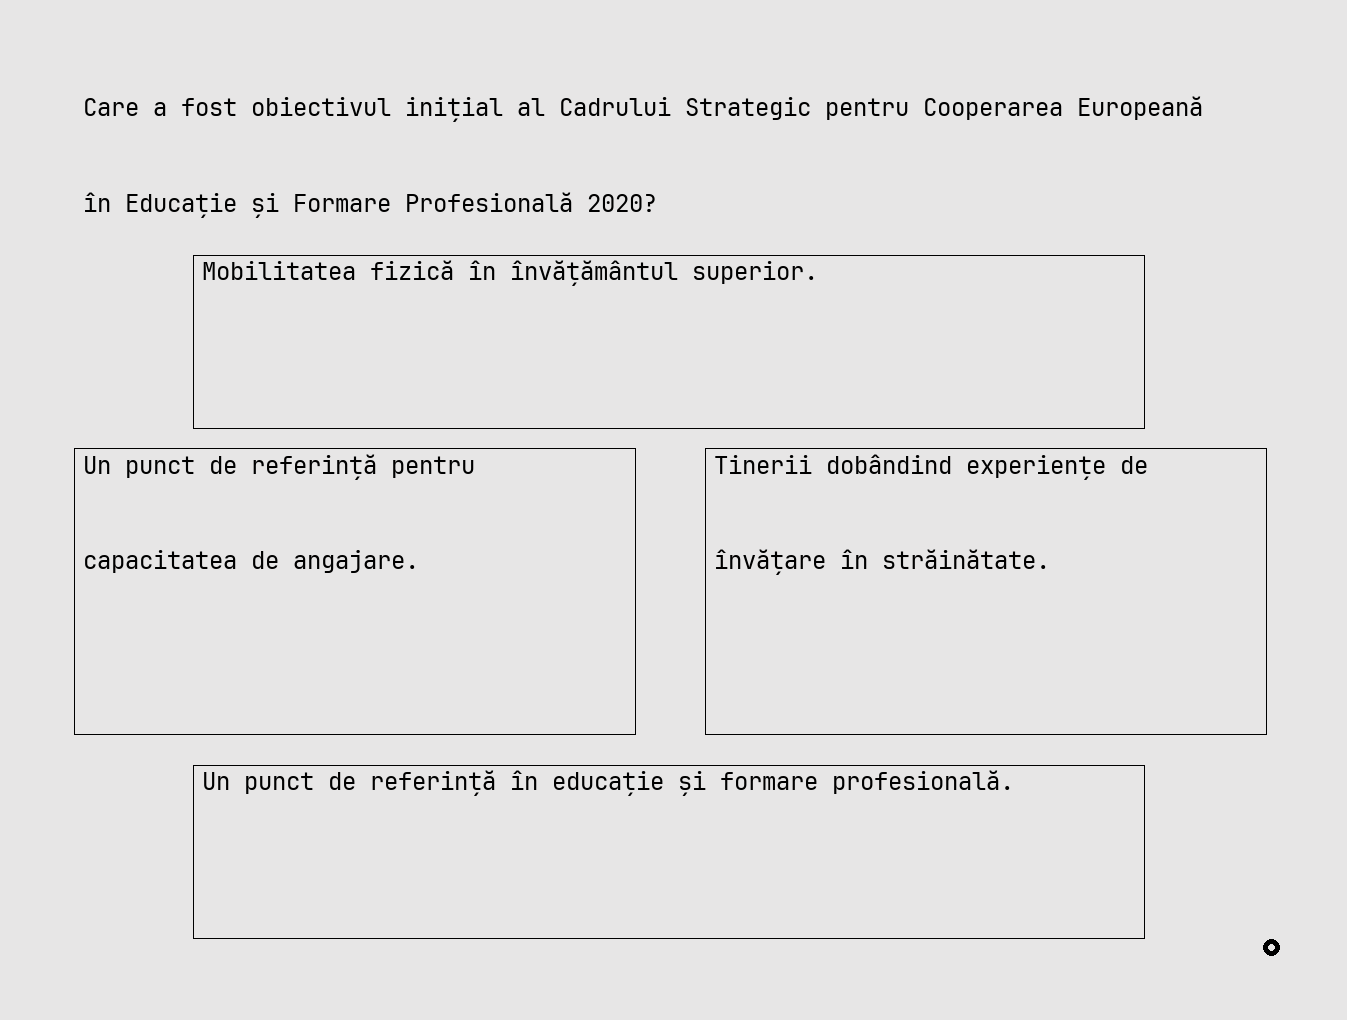 Care a fost obiectivul inițial al Cadrului Strategic pentru Cooperarea Europeană
în Educație și Formare Profesională 2020?
Mobilitatea fizică în învățământul superior.
Un punct de referință pentru
capacitatea de angajare.
Tinerii dobândind experiențe de
învățare în străinătate.
Un punct de referință în educație și formare profesională.